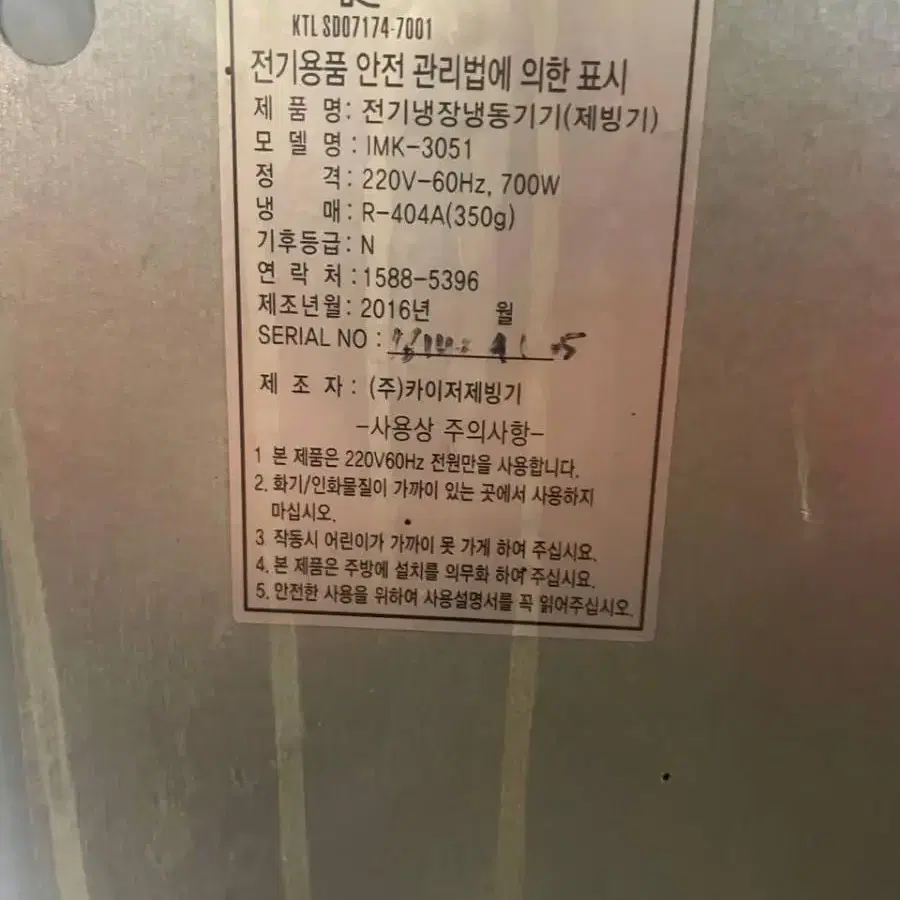 KTL SD07174-7001
전기용품 안전 관리법에 의한 표시
제 품 명: 전기냉장냉동기기(제빙기)
모 델 명: IMK-3051
정 격: 220V-60Hz, 700W
냉 매: R-404A(350g)
기후등급: N
연 락 처: 1588-5396
제조년월: 2016년 월
SERIAL NO :
제 조 자: (주)카이저제빙기
-사용상 주의사항-
1 본 제품은 220V60Hz 전원만을 사용합니다.
2. 화기/인화물질이 가까이 있는 곳에서 사용하지
마십시오.
3 작동시 어린이가 가까이 못 가게 하여 주십시요.
4. 본 제품은 주방에 설치를 의무화 하여 주십시요.
5. 안전한 사용을 위하여 사용설명서를 꼭 읽어주십시오.